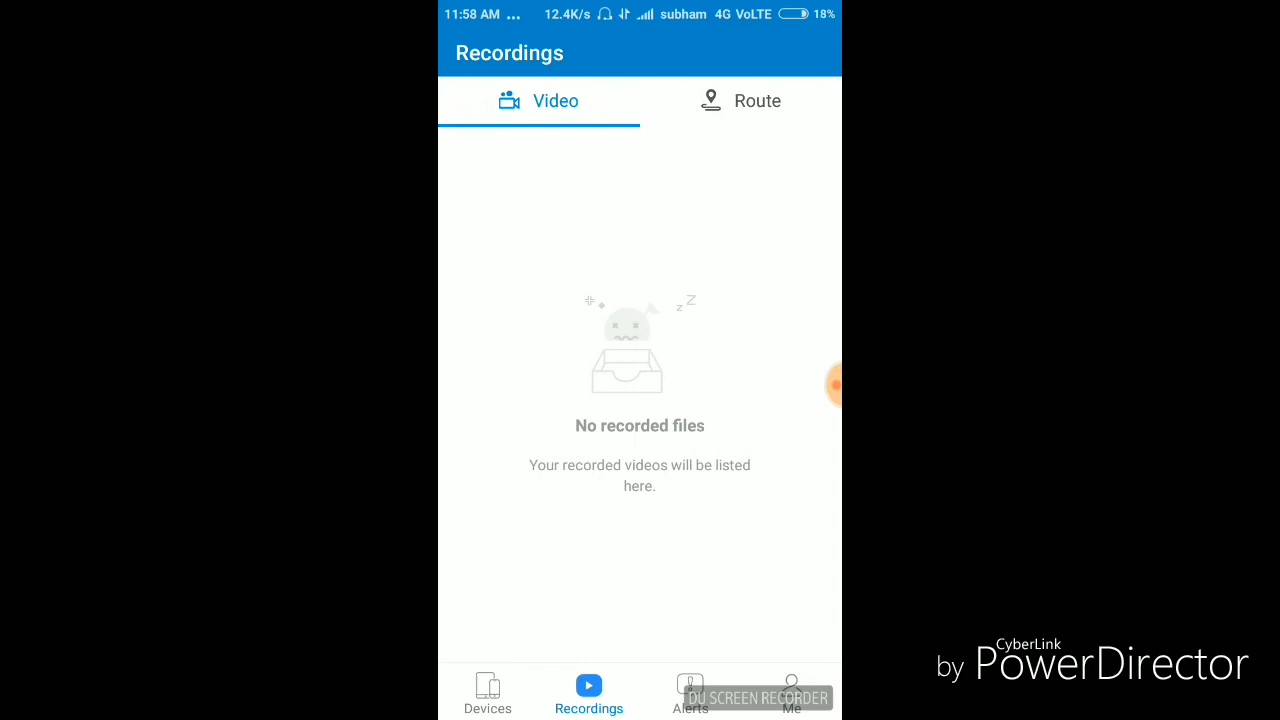 11:58 AM ... 12.4K/s subham 4G VoLTE 18%
Recordings
Video Route
z Z
No recorded files
Your recorded videos will be listed
here.
Devices Recordings Alerts Me
DU SCREEN RECORDER
CyberLink
by PowerDirector